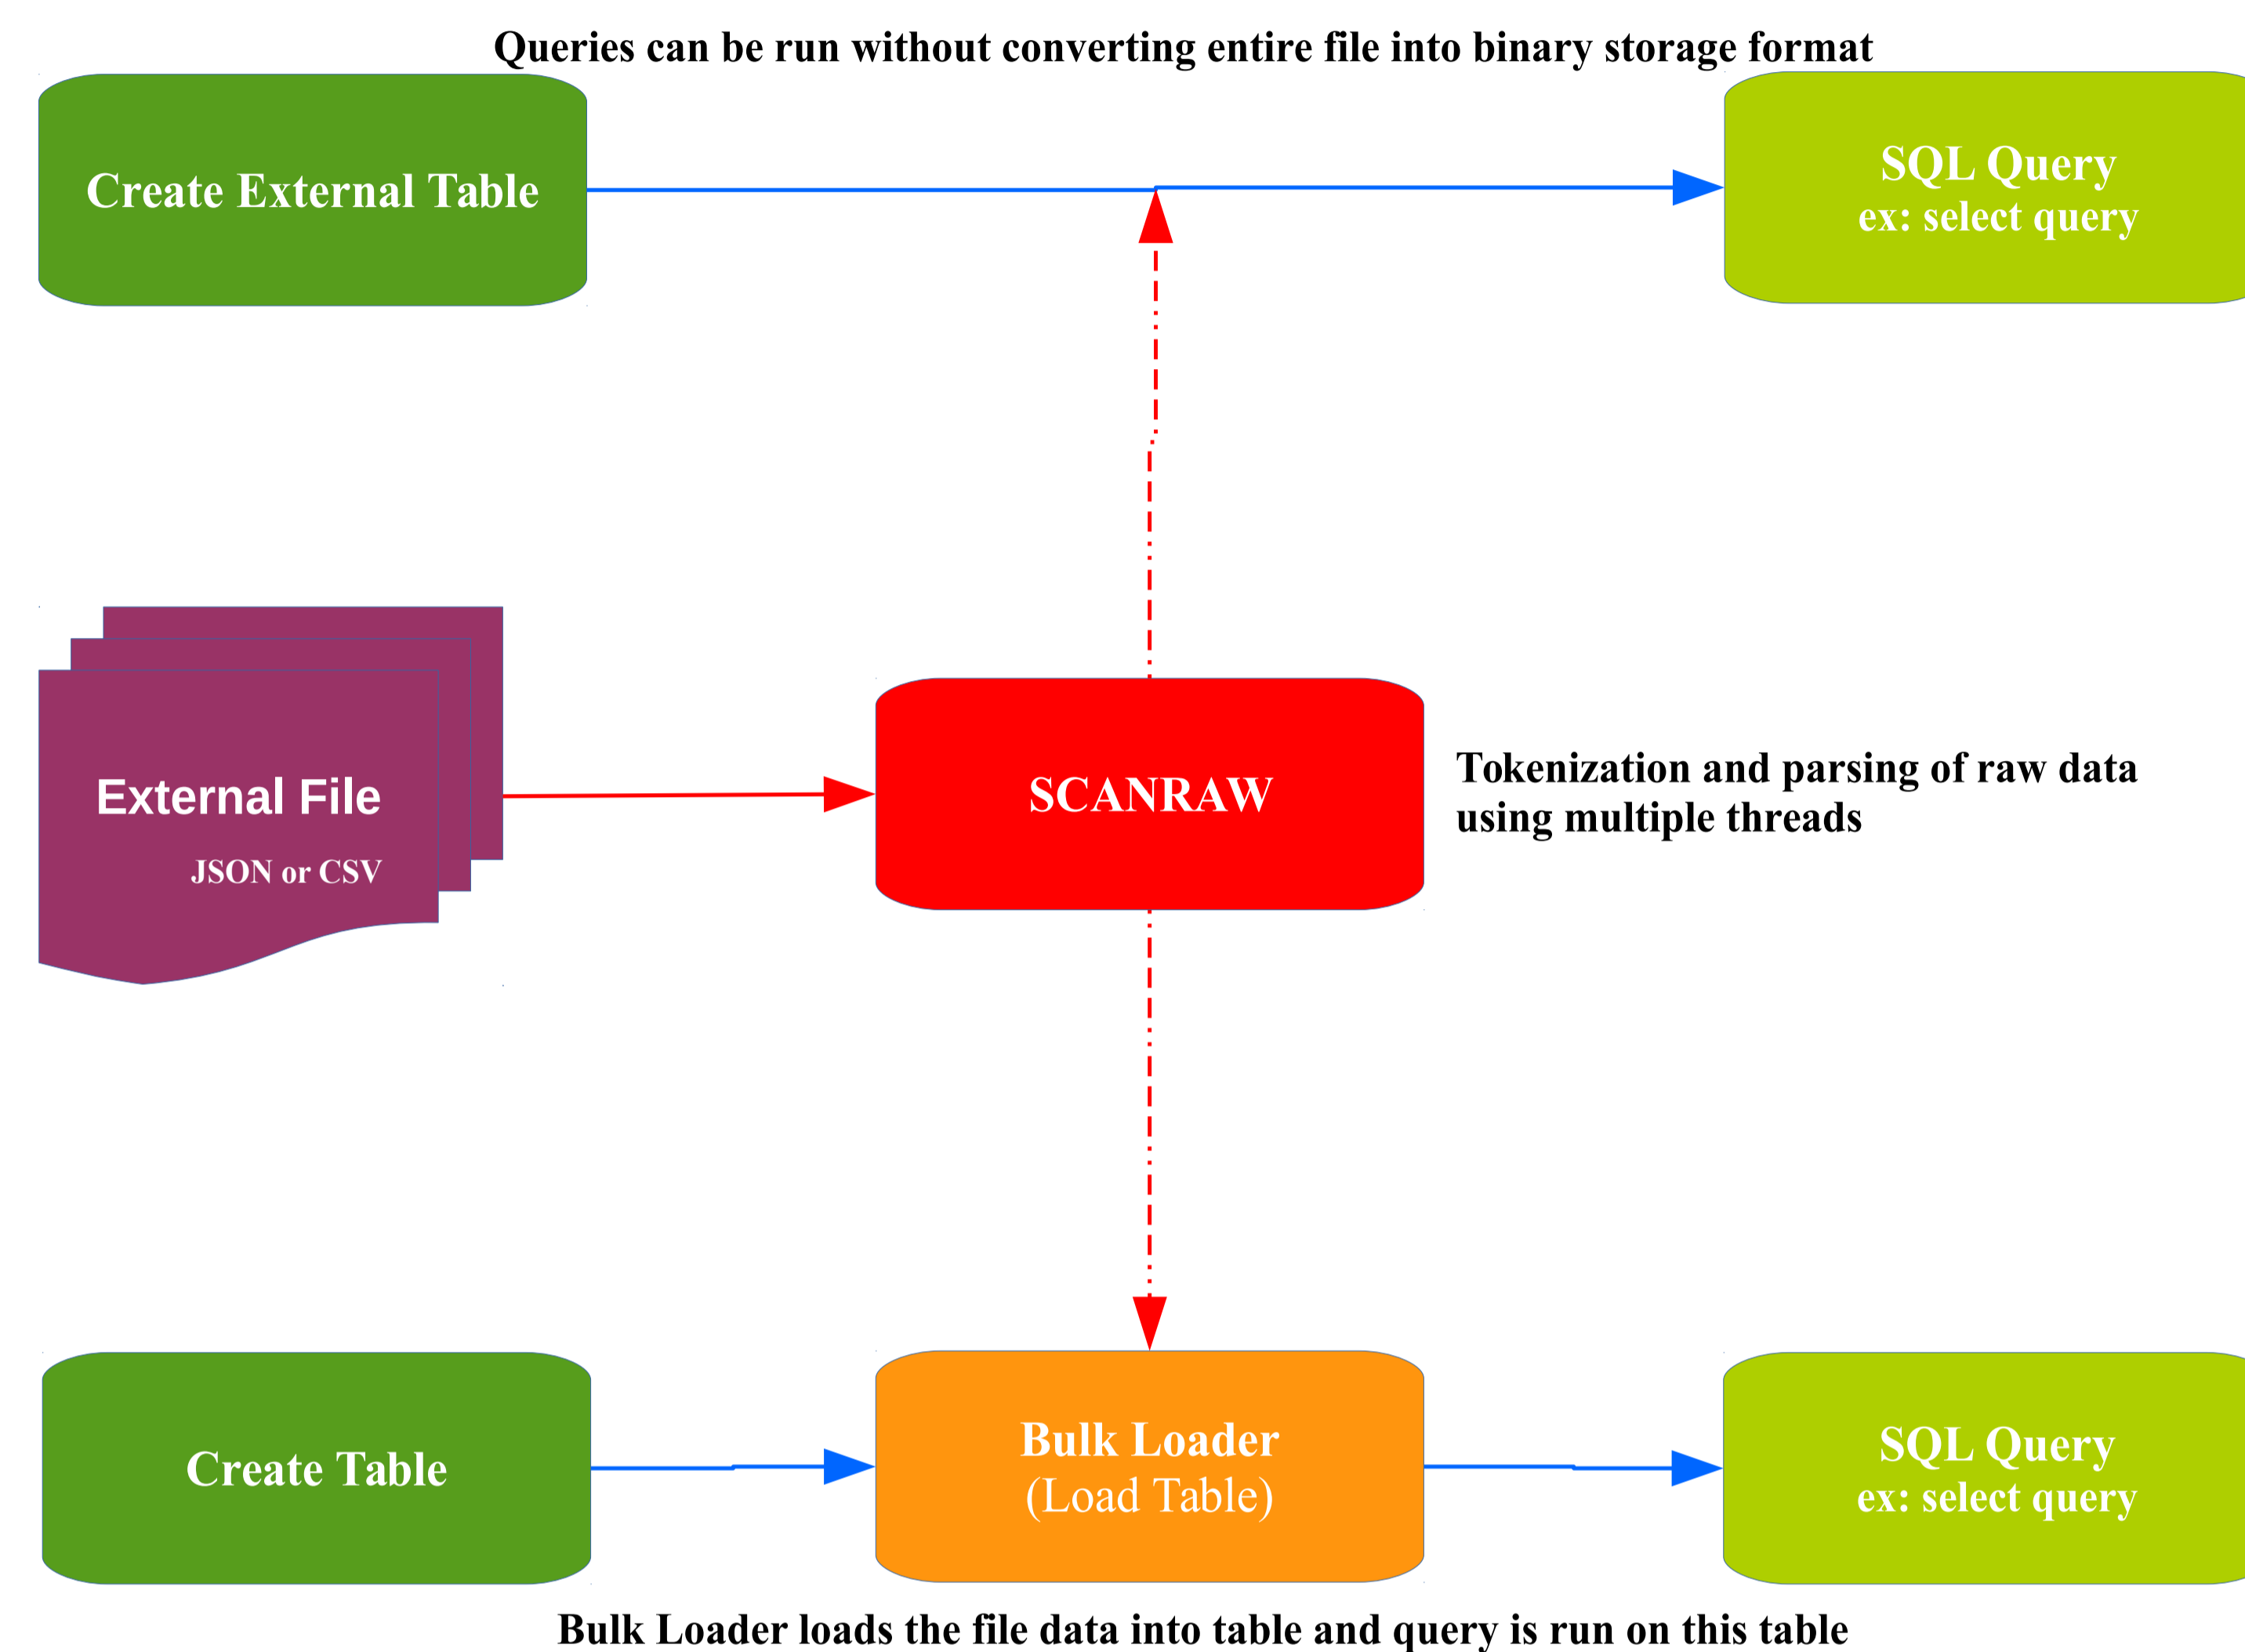 Queries can be run without converting entire file into binary storage format
Create External Table
SQL Query
ex: select query
External File
JSON or CSV
SCANRAW
Tokenization and parsing of raw data
using multiple threads
Create Table
Bulk Loader
(Load Table)
SQL Query
ex: select query
Bulk Loader loads the file data into table and query is run on this table